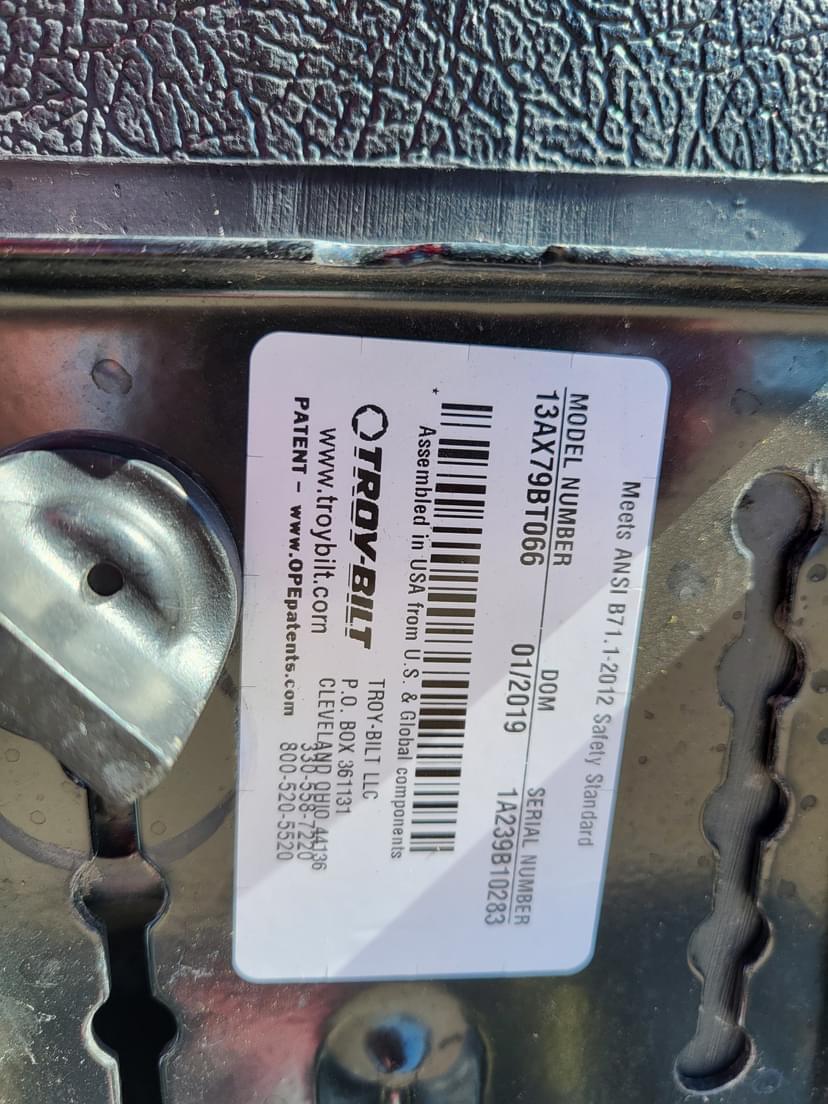 Meets ANSI B71.1-2012 Safety Standard
MODEL NUMBER DOM SERIAL NUMBER
13AX79BT066 01/2019 1A239B10283
*
Assembled in USA from U.S. & Global components
TROY-BILT
www.troybilt.com
PATENT - www.OPEpatents.com
TROY-BILT LLC
P.O. BOX 361131
CLEVELAND OHIO 44136
330-558-7220
800-520-5520